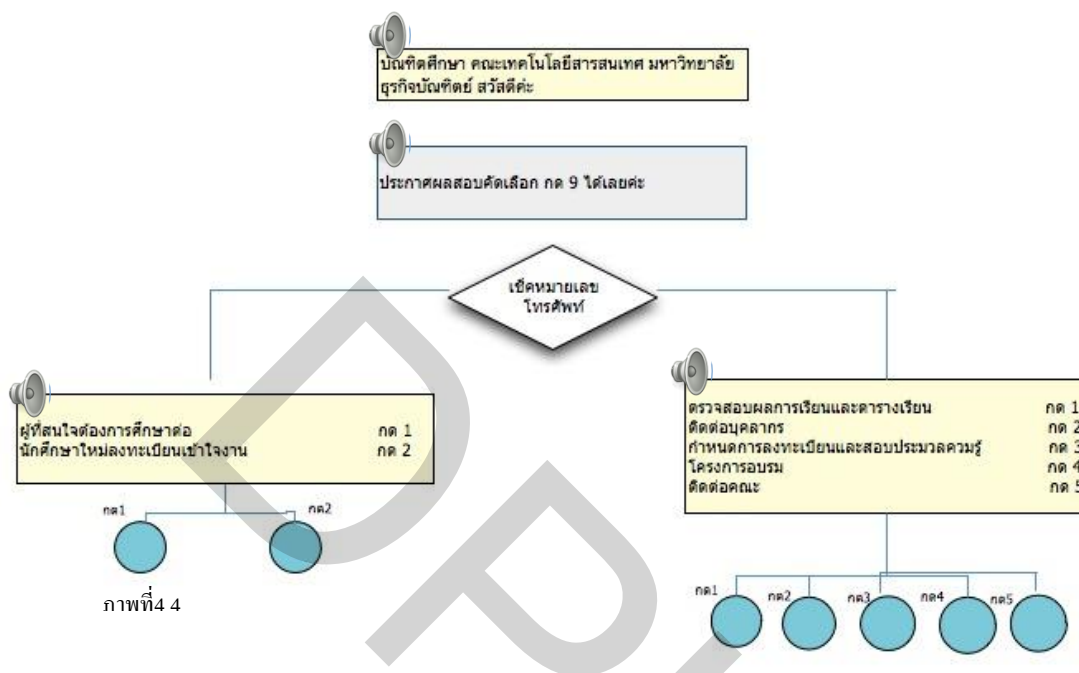 บัณฑิตศึกษา คณะเทคโนโลยีสารสนเทศ มหาวิทยาลัย
ธุรกิจบัณฑิตย์ สวัสดีค่ะ
ประกาศผลสอบคัดเลือก กด 9 ได้เลยค่ะ
เช็คหมายเลข
โทรศัพท์
ผู้ที่สนใจต้องการศึกษาต่อ กด 1
นักศึกษาใหม่ลงทะเบียนเข้าใจงาน กด 2
กด1 กด2
ภาพที่4 4
ตรวจสอบผลการเรียนและตารางเรียน กด 1
ติดต่อบุคลากร กด 2
กำหนดการลงทะเบียนและสอบประมวลความรู้ กด 3
โครงการอบรม กด 4
ติดต่อคณะ กด 5
กด1 กด2 กด3 กด4 กด5